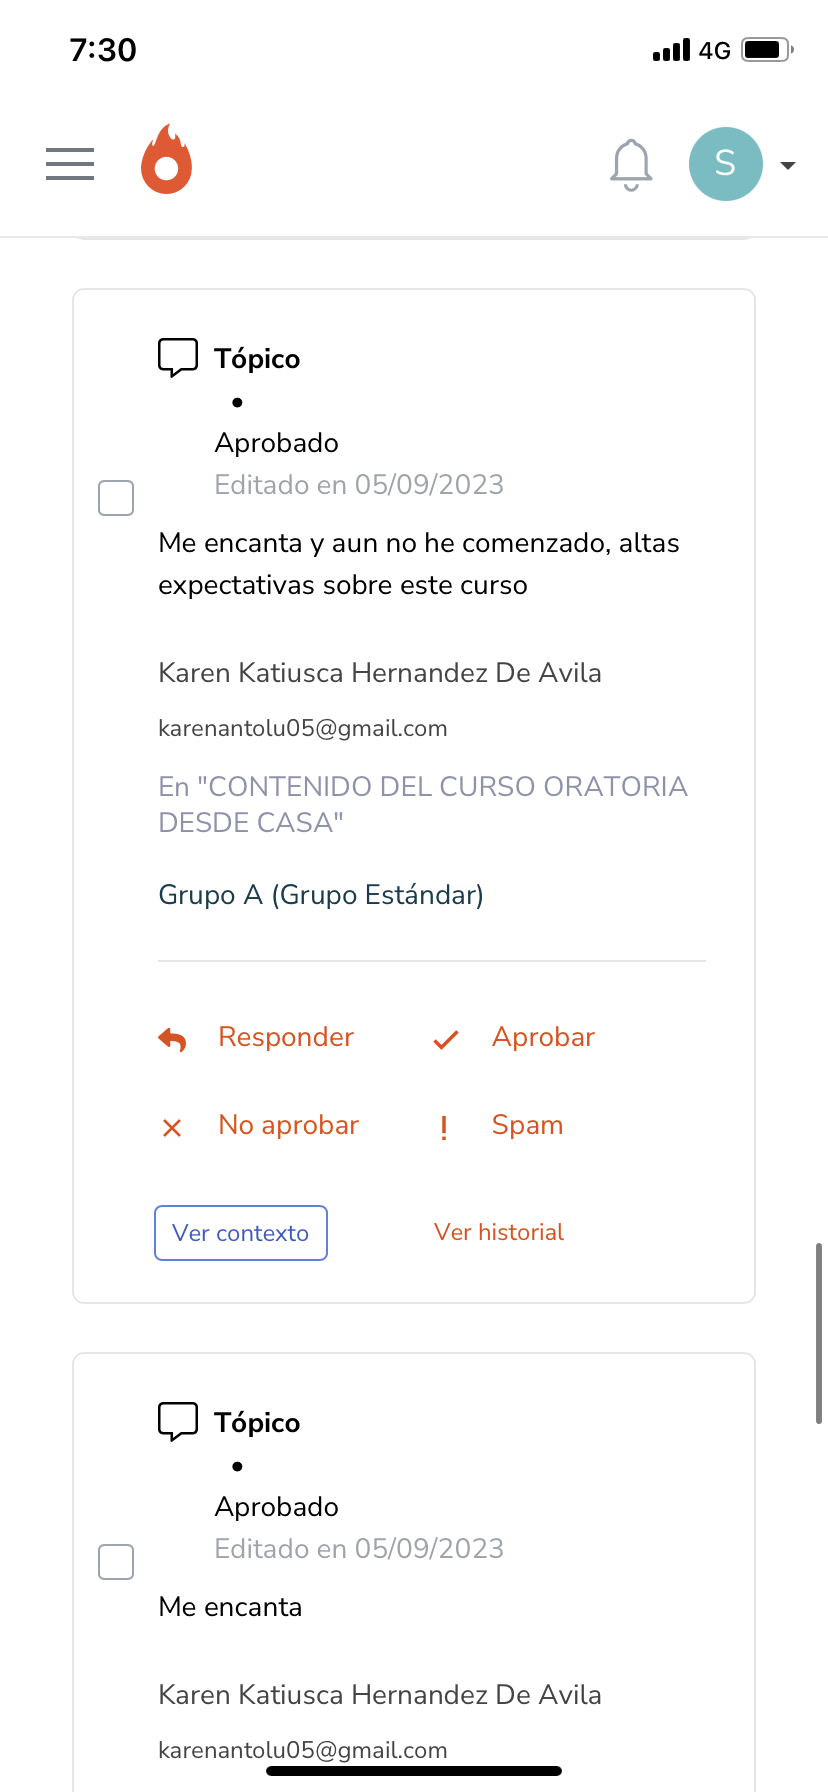 7:30
4G
S
Tópico
•
Aprobado
Editado en 05/09/2023
Me encanta y aun no he comenzado, altas
expectativas sobre este curso
Karen Katiusca Hernandez De Avila
karenantolu05@gmail.com
En "CONTENIDO DEL CURSO ORATORIA
DESDE CASA"
Grupo A (Grupo Estándar)
Responder
Aprobar
No aprobar
Spam
Ver contexto
Ver historial
Tópico
•
Aprobado
Editado en 05/09/2023
Me encanta
Karen Katiusca Hernandez De Avila
karenantolu05@gmail.com